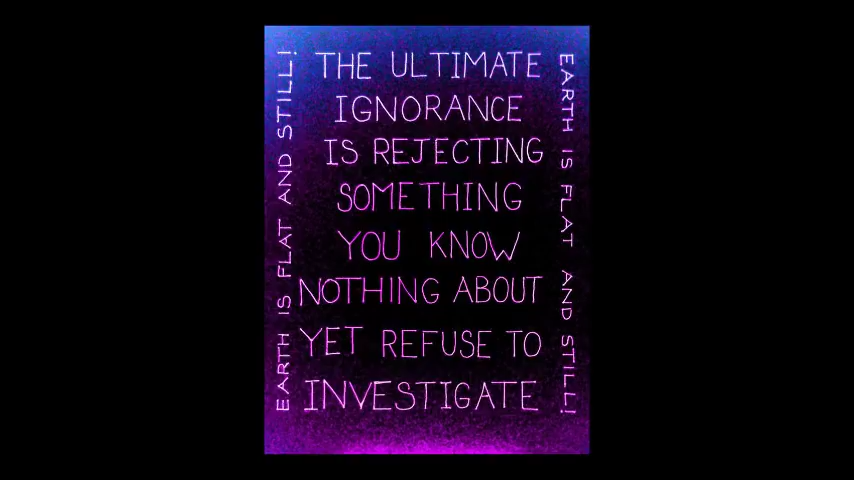 THE ULTIMATE
IGNORANCE
IS REJECTING
SOMETHING
YOU KNOW
NOTHING ABOUT
YET REFUSE TO
INVESTIGATE
EARTH IS FLAT AND STILL!
EARTH IS FLAT AND STILL!